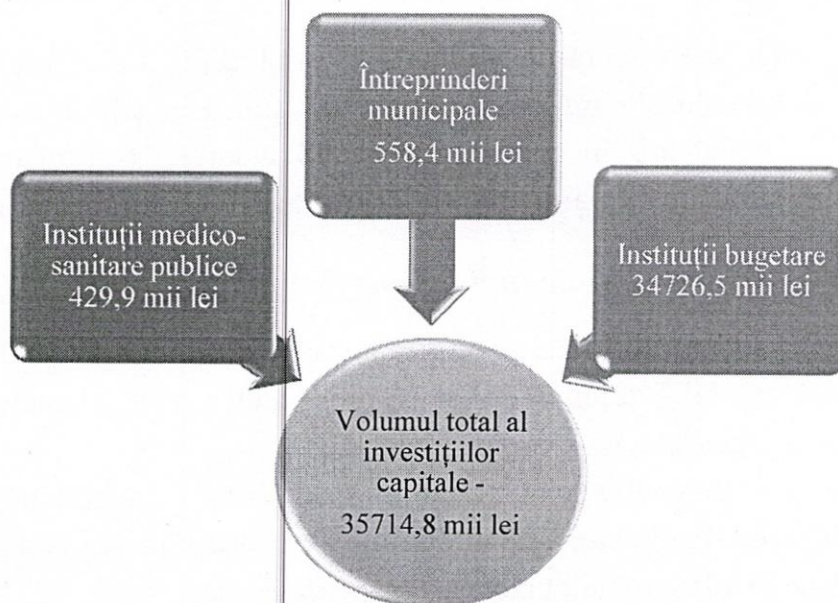 Întreprinderi
municipale
558,4 mii lei
Instituții medico-
sanitare publice
429,9 mii lei
Instituții bugetare
34726,5 mii lei
Volumul total al
investițiilor
capitale -
35714,8 mii lei